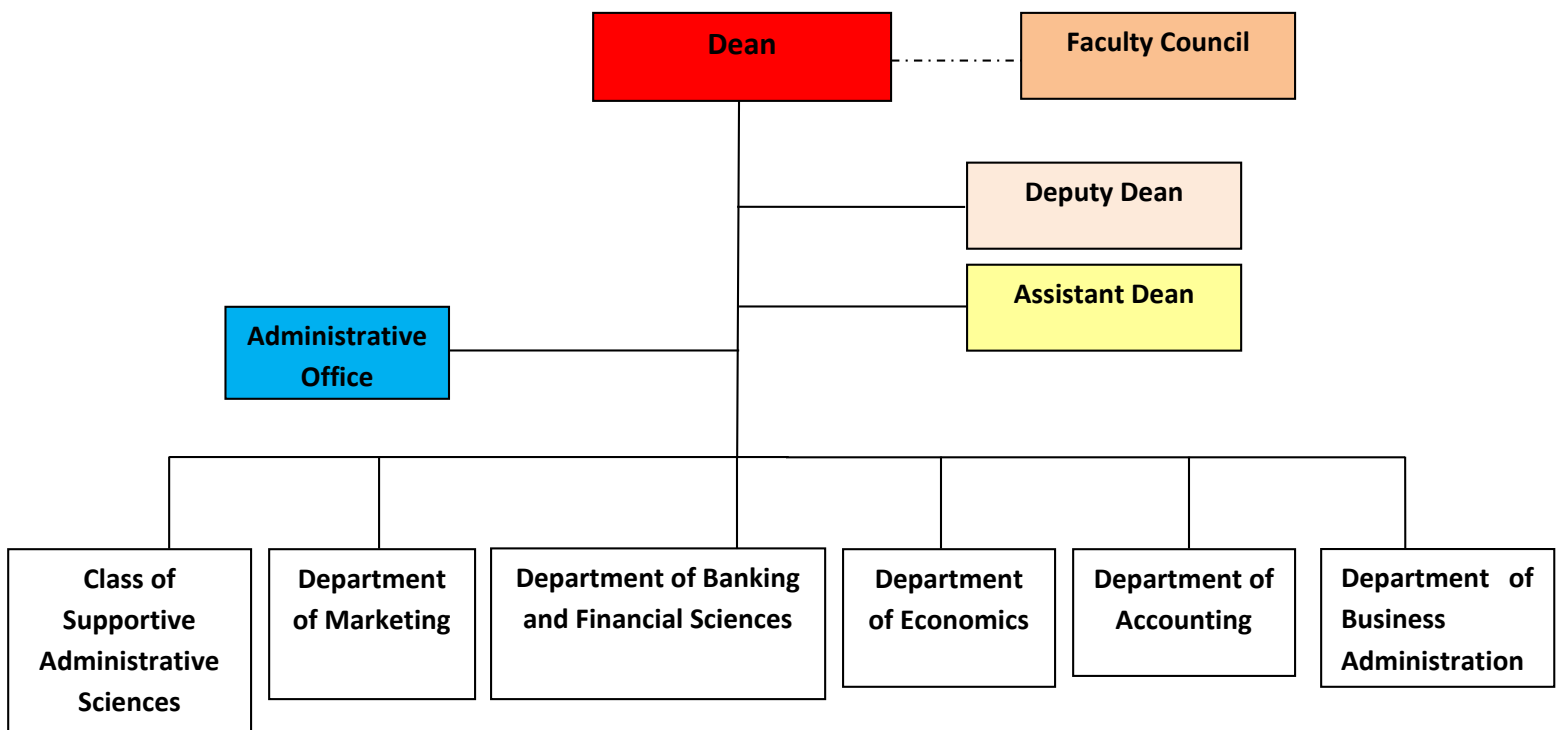 Dean
Faculty Council
Deputy Dean
Assistant Dean
Administrative
Office
Class of
Supportive
Administrative
Sciences
Department
of Marketing
Department of Banking
and Financial Sciences
Department
of Economics
Department of
Accounting
Department of
Business
Administration